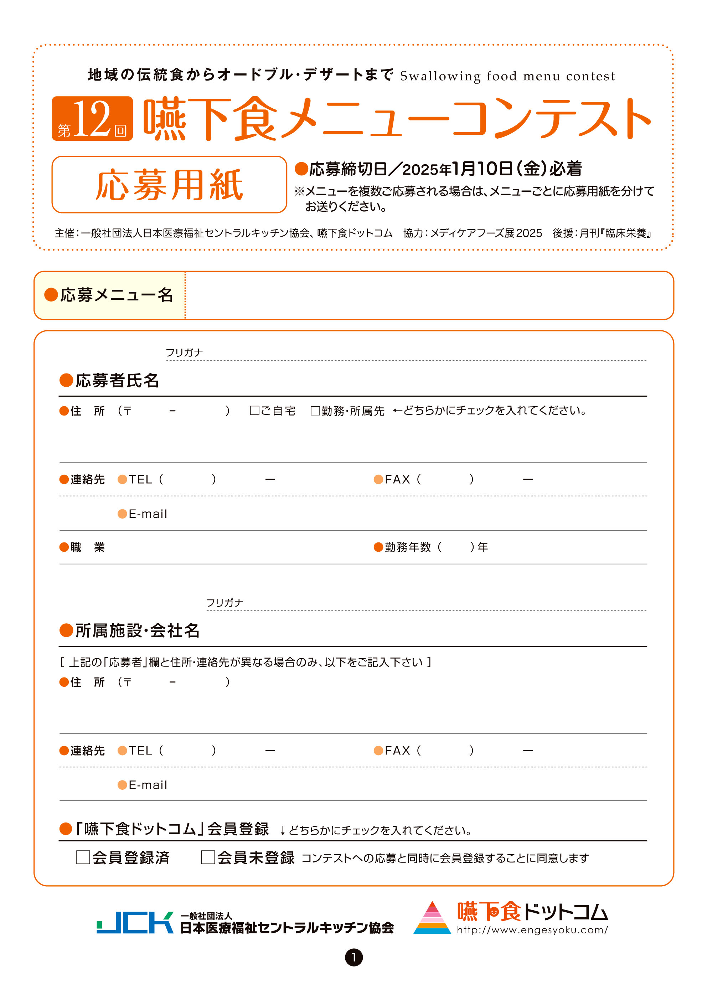 地域の伝統食からオードブル・デザートまで Swallowing food menu contest
第12回 嚥下食メニューコンテスト
応募用紙
●応募締切日／2025年1月10日（金）必着
※メニューを複数ご応募される場合は、メニューごとに応募用紙を分けて
お送りください。
主催：一般社団法人日本医療福祉セントラルキッチン協会、嚥下食ドットコム　協力：メディケアフーズ展2025　後援：月刊『臨床栄養』
●応募メニュー名
フリガナ
●応募者氏名
●住　所　（〒　　　－　　　　）　□ご自宅　□勤務・所属先　←どちらかにチェックを入れてください。
●連絡先　●TEL（　　　　）　　　　ー　　　　　　　　●FAX（　　　　）　　　　ー
●E-mail
●職　業　　　　　　　　●勤務年数（　　）年
フリガナ
●所属施設・会社名
［ 上記の「応募者」欄と住所・連絡先が異なる場合のみ、以下をご記入下さい ］
●住　所　（〒　　　－　　　　）
●連絡先　●TEL（　　　　）　　　　ー　　　　　　　　●FAX（　　　　）　　　　ー
●E-mail
●「嚥下食ドットコム」会員登録　↓どちらかにチェックを入れてください。
□会員登録済　　□会員未登録 コンテストへの応募と同時に会員登録することに同意します
JCK 一般社団法人
日本医療福祉セントラルキッチン協会
嚥下食ドットコム
http://www.engesyoku.com/
1